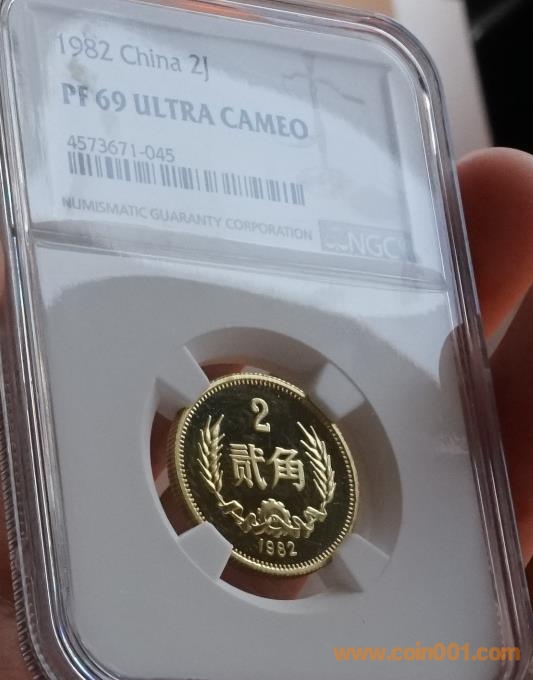 1982 China 2J
PF 69 ULTRA CAMEO
4573671-045
NUMISMATIC GUARANTY CORPORATION
NGC
2
贰角
1982
www.coin001.com